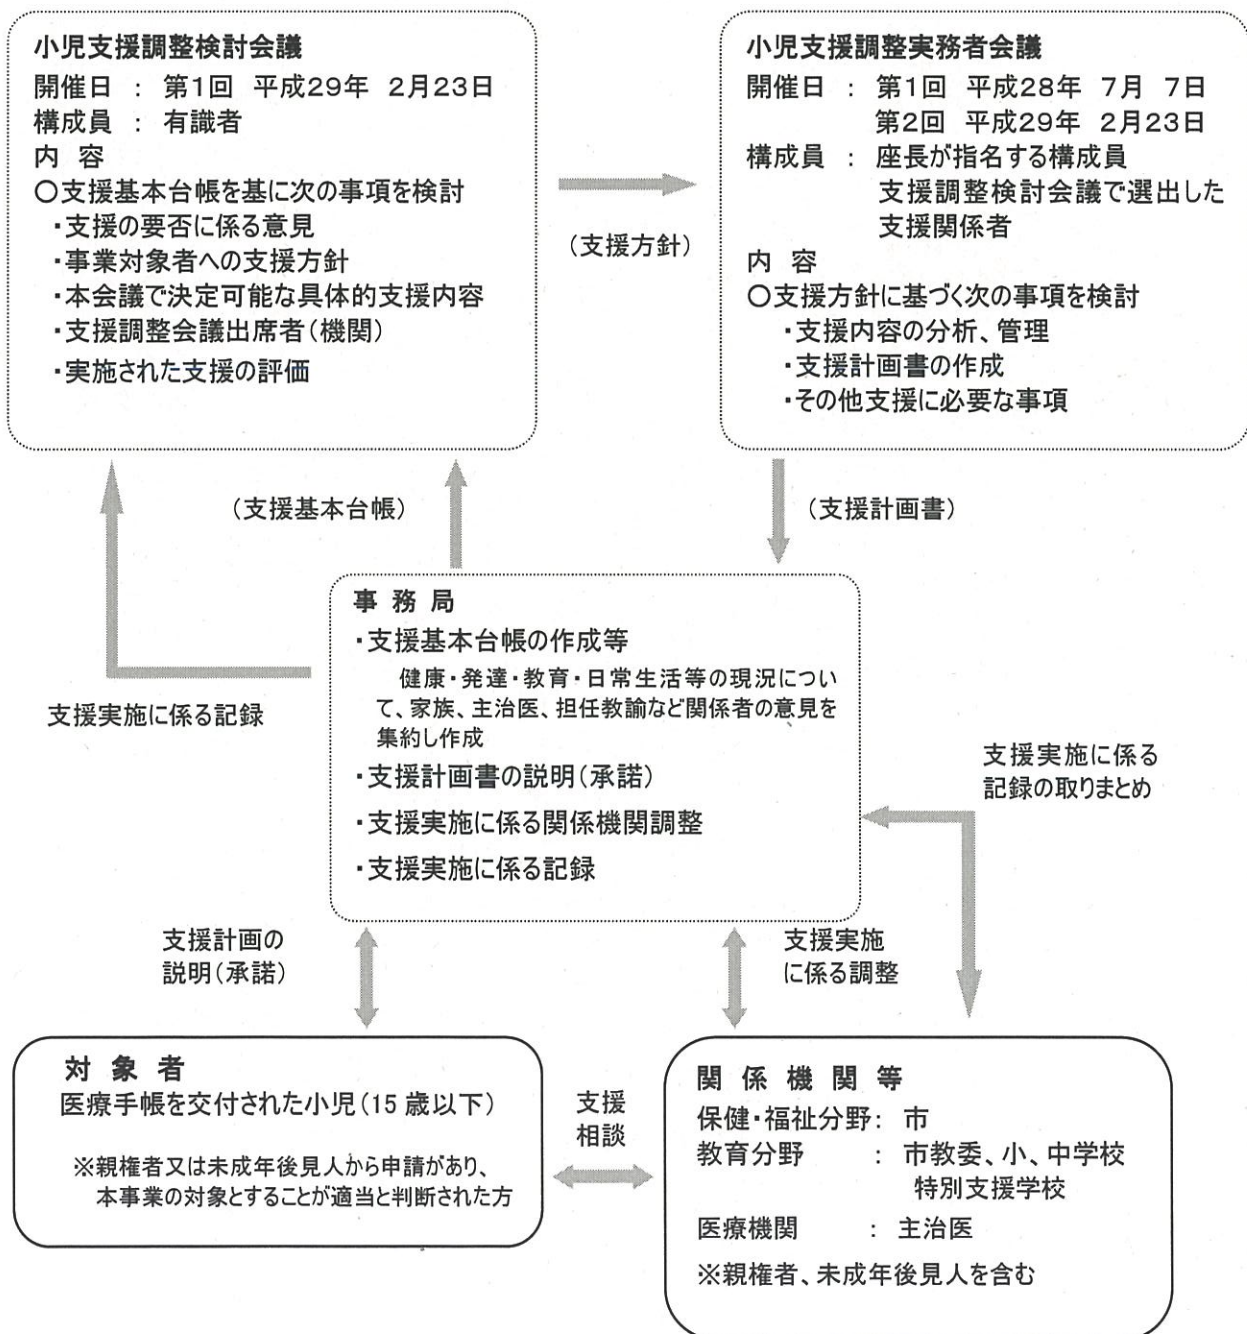 小児支援調整検討会議
開催日 : 第1回 平成29年 2月23日
構成員 : 有識者
内 容
○支援基本台帳を基に次の事項を検討
・支援の要否に係る意見
・事業対象者への支援方針
・本会議で決定可能な具体的支援内容
・支援調整会議出席者(機関)
・実施された支援の評価
(支援方針)
小児支援調整実務者会議
開催日 : 第1回 平成28年 7月 7日
第2回 平成29年 2月23日
構成員 : 座長が指名する構成員
支援調整検討会議で選出した
支援関係者
内 容
○支援方針に基づく次の事項を検討
・支援内容の分析、管理
・支援計画書の作成
・その他支援に必要な事項
(支援基本台帳)
(支援計画書)
支援実施に係る記録
事 務 局
・支援基本台帳の作成等
健康・発達・教育・日常生活等の現況につい
て、家族、主治医、担任教諭など関係者の意見を
集約し作成
・支援計画書の説明(承諾)
・支援実施に係る関係機関調整
・支援実施に係る記録
支援実施に係る
記録の取りまとめ
支援計画の
説明(承諾)
支援実施
に係る調整
対 象 者
医療手帳を交付された小児(15 歳以下)
※親権者又は未成年後見人から申請があり、
本事業の対象とすることが適当と判断された方
支援
相談
関 係 機 関 等
保健・福祉分野: 市
教育分野 : 市教委、小、中学校
特別支援学校
医療機関 : 主治医
※親権者、未成年後見人を含む